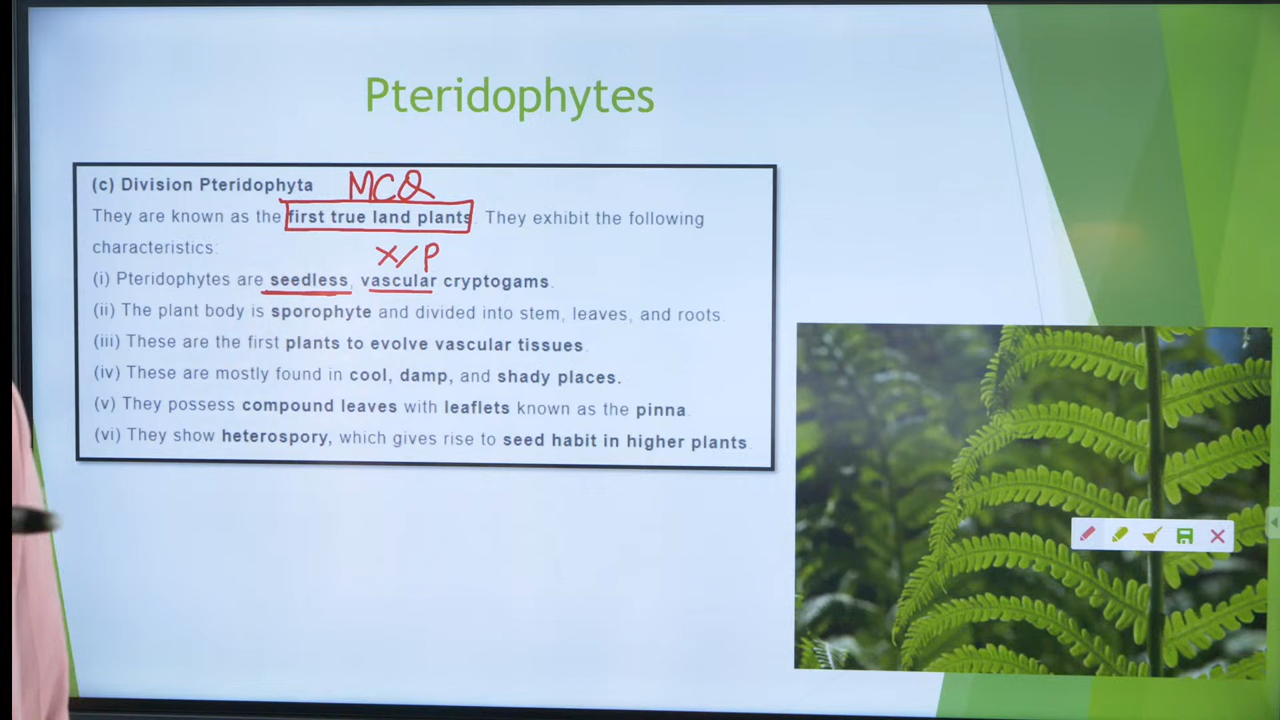 Pteridophytes
(c) Division Pteridophyta MCQ
They are known as the first true land plants. They exhibit the following
characteristics:
X/P
(i) Pteridophytes are seedless, vascular cryptogams.
(ii) The plant body is sporophyte and divided into stem, leaves, and roots.
(iii) These are the first plants to evolve vascular tissues.
(iv) These are mostly found in cool, damp, and shady places.
(v) They possess compound leaves with leaflets known as the pinna.
(vi) They show heterospory, which gives rise to seed habit in higher plants.